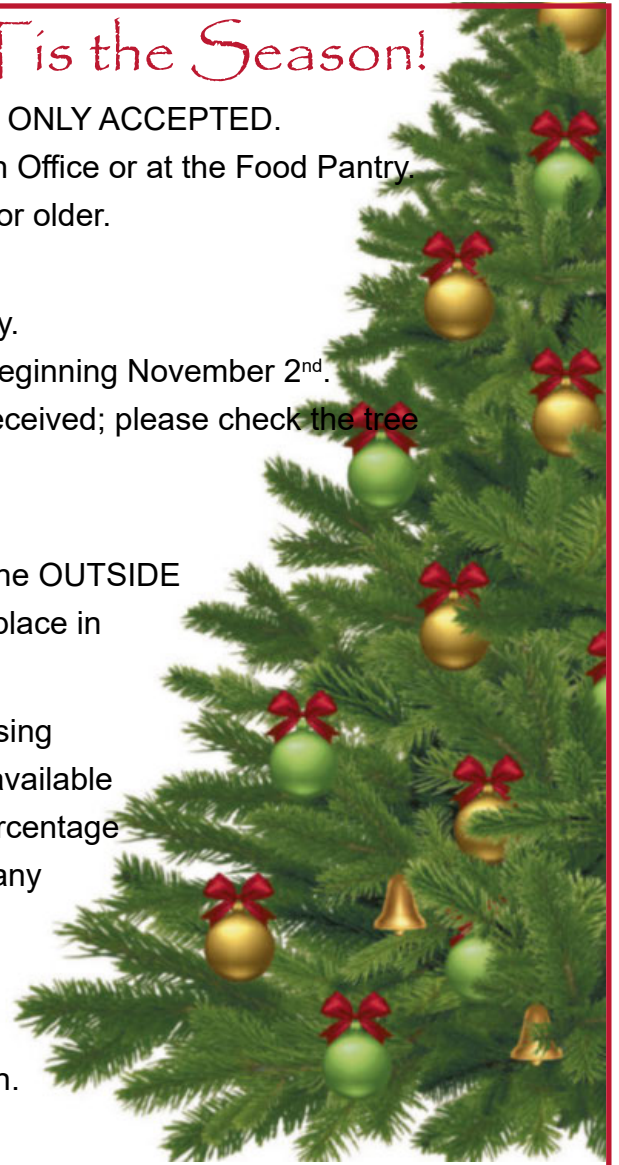 T is the Season!
ONLY ACCEPTED.
n Office or at the Food Pantry.
or older.
y.
eginning November 2nd.
eceived; please check the tree
he OUTSIDE
place in
sing
available
rcentage
any
n.